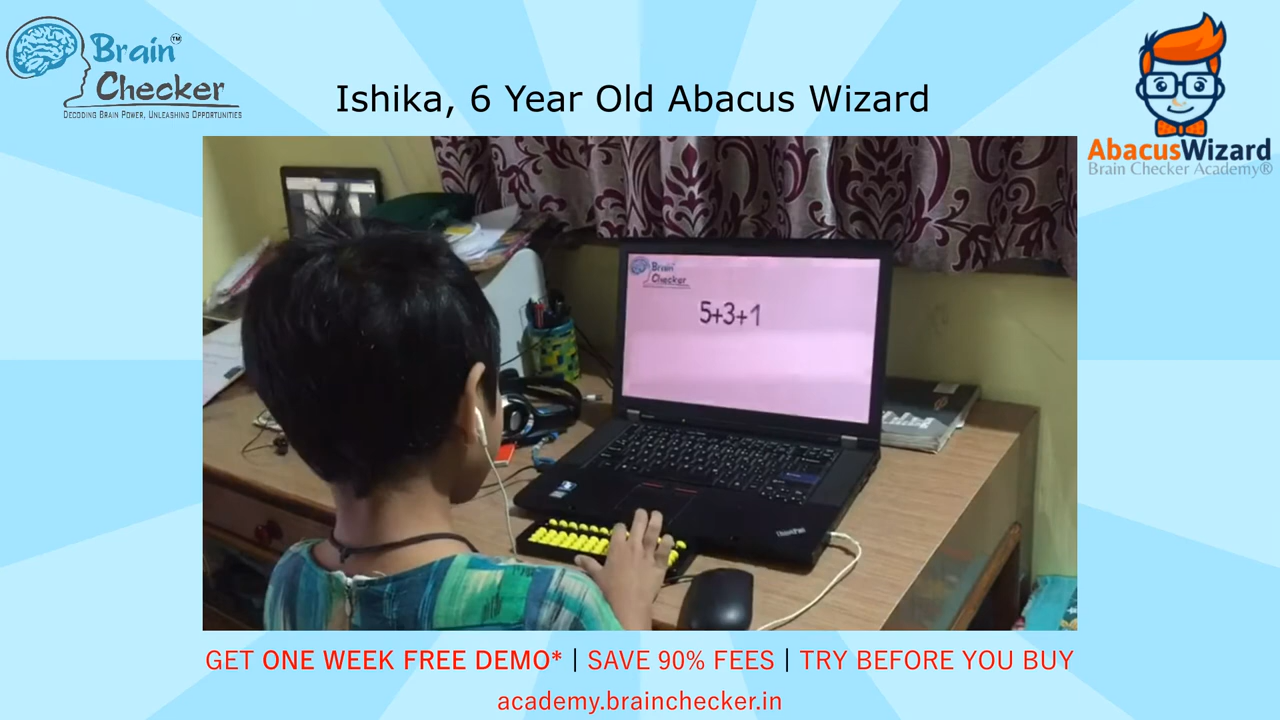 Brain™
Checker
DECODING BRAIN POWER, UNLEASHING OPPORTUNITIES
Ishika, 6 Year Old Abacus Wizard
AbacusWizard
Brain Checker Academy®
Brain
Checker
5+3+1
ThinkPad
GET ONE WEEK FREE DEMO* | SAVE 90% FEES | TRY BEFORE YOU BUY
academy.brainchecker.in